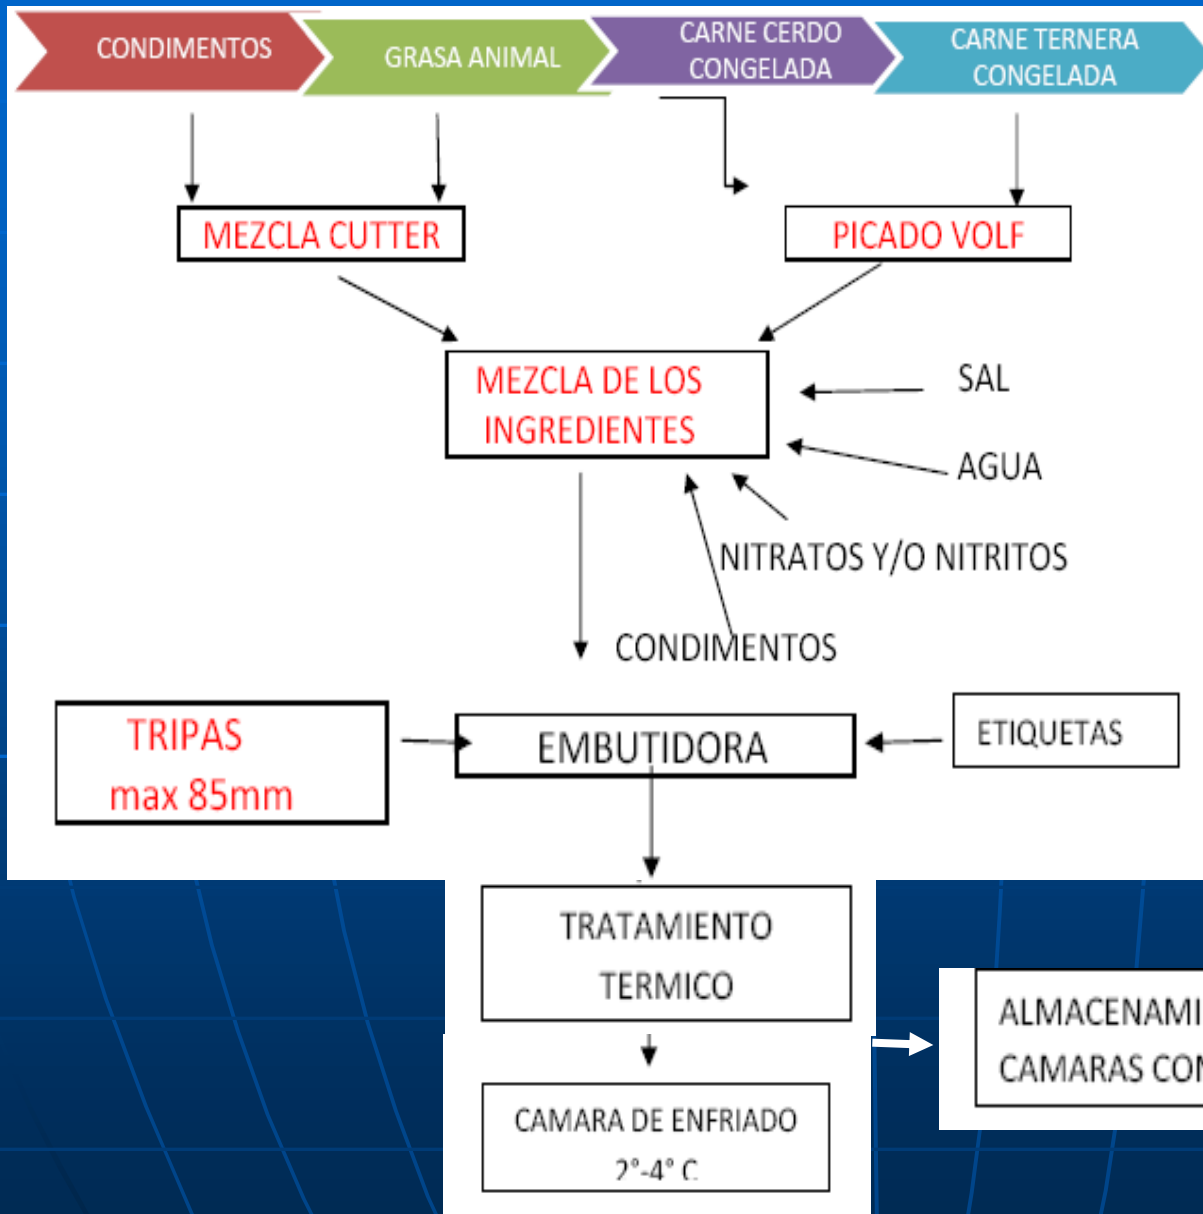 CONDIMENTOS
GRASA ANIMAL
CARNE CERDO
CONGELADA
CARNE TERNERA
CONGELADA
MEZCLA CUTTER
PICADO VOLF
MEZCLA DE LOS
INGREDIENTES
SAL
AGUA
NITRATOS Y/O NITRITOS
CONDIMENTOS
TRIPAS
max 85mm
EMBUTIDORA
ETIQUETAS
TRATAMIENTO
TERMICO
ALMACENAMI
CAMARAS CON
CAMARA DE ENFRIADO
2°-4° C